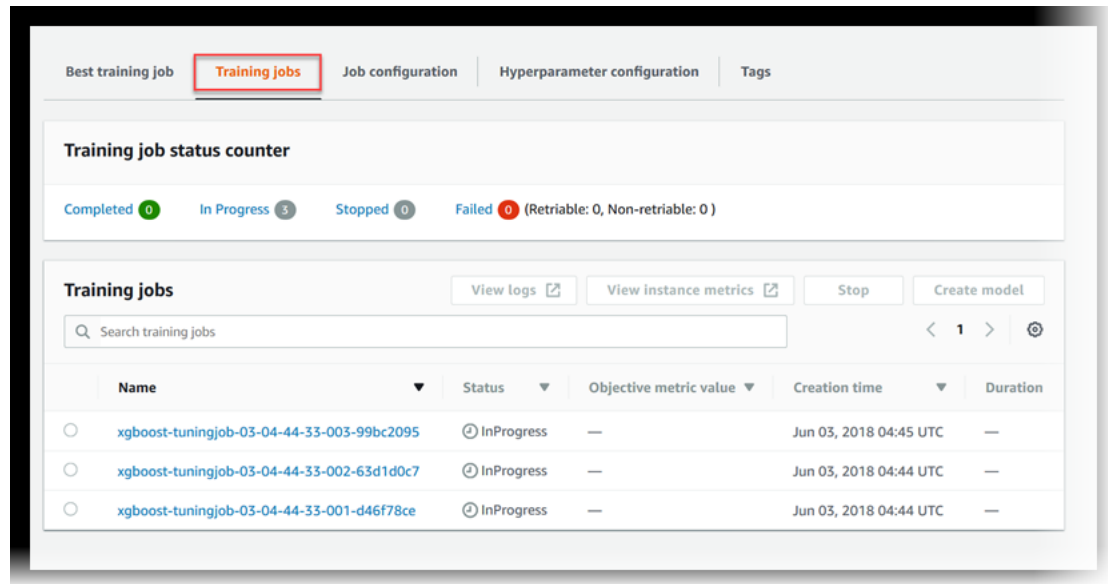 Best training job Training jobs Job configuration Hyperparameter configuration Tags
Training job status counter
Completed 0 In Progress 3 Stopped 0 Failed 0 (Retriable: 0, Non-retriable: 0 )
Training jobs View logs View instance metrics Stop Create model
Search training jobs 1
Name Status Objective metric value Creation time Duration
xgboost-tuningjob-03-04-44-33-003-99bc2095 InProgress — Jun 03, 2018 04:45 UTC —
xgboost-tuningjob-03-04-44-33-002-63d1d0c7 InProgress — Jun 03, 2018 04:44 UTC —
xgboost-tuningjob-03-04-44-33-001-d46f78ce InProgress — Jun 03, 2018 04:44 UTC —